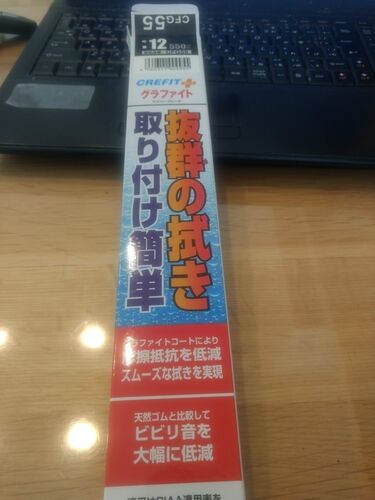 CFG55
12 550
CREFIT
グラファイト
抜群の拭き
取り付け簡単
ラファイトコートにより
擦抵抗を低減
スムーズな拭きを実現
天然ゴムと比較して
ビビリ音を
大幅に低減